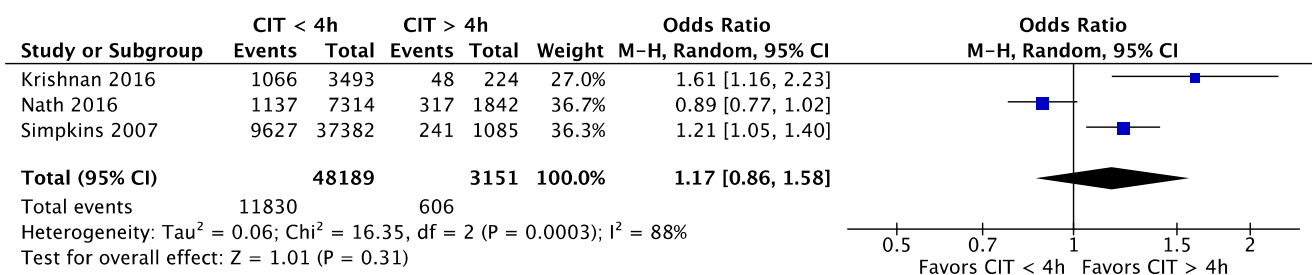 CIT < 4h CIT > 4h Odds Ratio Odds Ratio
Study or Subgroup Events Total Events Total Weight M-H, Random, 95% CI M-H, Random, 95% CI
Krishnan 2016 1066 3493 48 224 27.0% 1.61 [1.16, 2.23]
Nath 2016 1137 7314 317 1842 36.7% 0.89 [0.77, 1.02]
Simpkins 2007 9627 37382 241 1085 36.3% 1.21 [1.05, 1.40]
Total (95% CI) 48189 3151 100.0% 1.17 [0.86, 1.58]
Total events 11830 606
Heterogeneity: Tau² = 0.06; Chi² = 16.35, df = 2 (P = 0.0003); I² = 88%
Test for overall effect: Z = 1.01 (P = 0.31)
0.5 0.7 1 1.5 2
Favors CIT < 4h Favors CIT > 4h